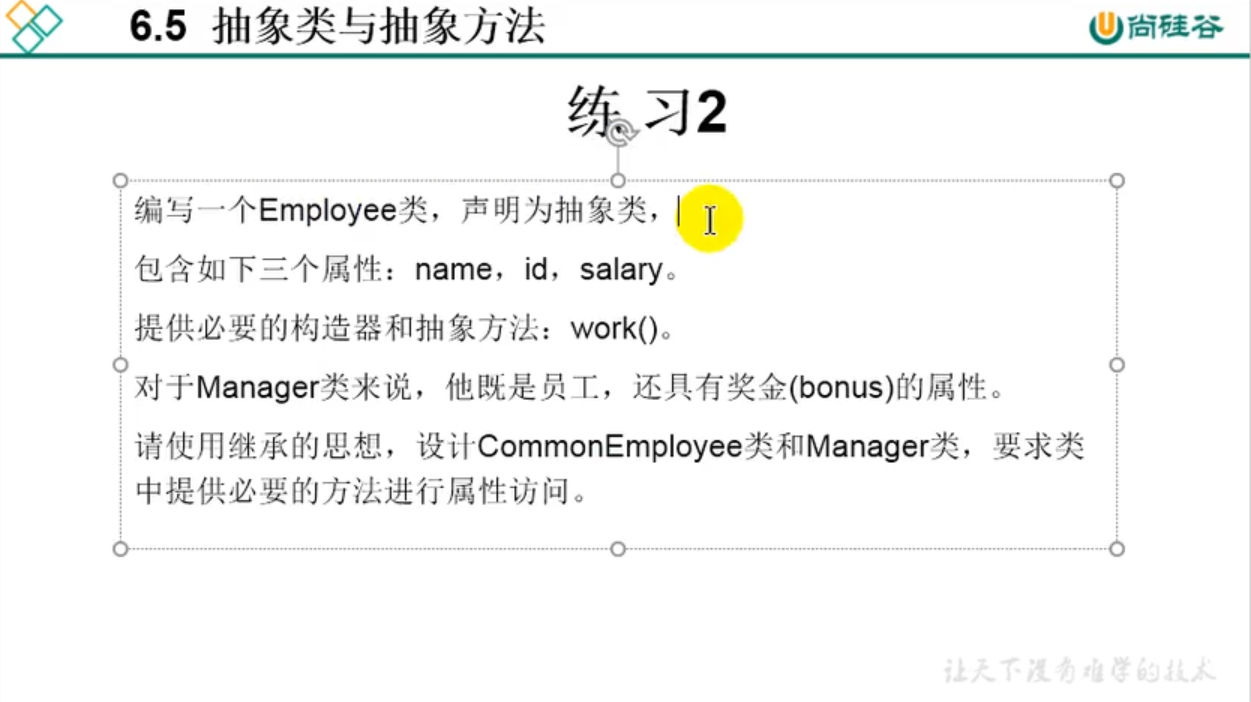 6.5 抽象类与抽象方法
尚硅谷
练 习2
编写一个Employee类，声明为抽象类，
包含如下三个属性：name，id，salary。
提供必要的构造器和抽象方法：work()。
对于Manager类来说，他既是员工，还具有奖金(bonus)的属性。
请使用继承的思想，设计CommonEmployee类和Manager类，要求类
中提供必要的方法进行属性访问。
让天下没有难学的技术